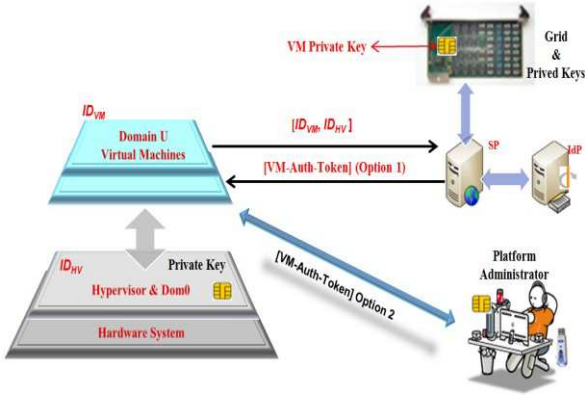 VM Private Key
Grid
&
Prived Keys
ID_VM
Domain U
Virtual Machines
[ID_VM, ID_HV]
SP
IdP
[VM-Auth-Token] (Option 1)
ID_HV
Private Key
Hypervisor & Dom0
Hardware System
[VM-Auth-Token] Option 2
Platform
Administrator